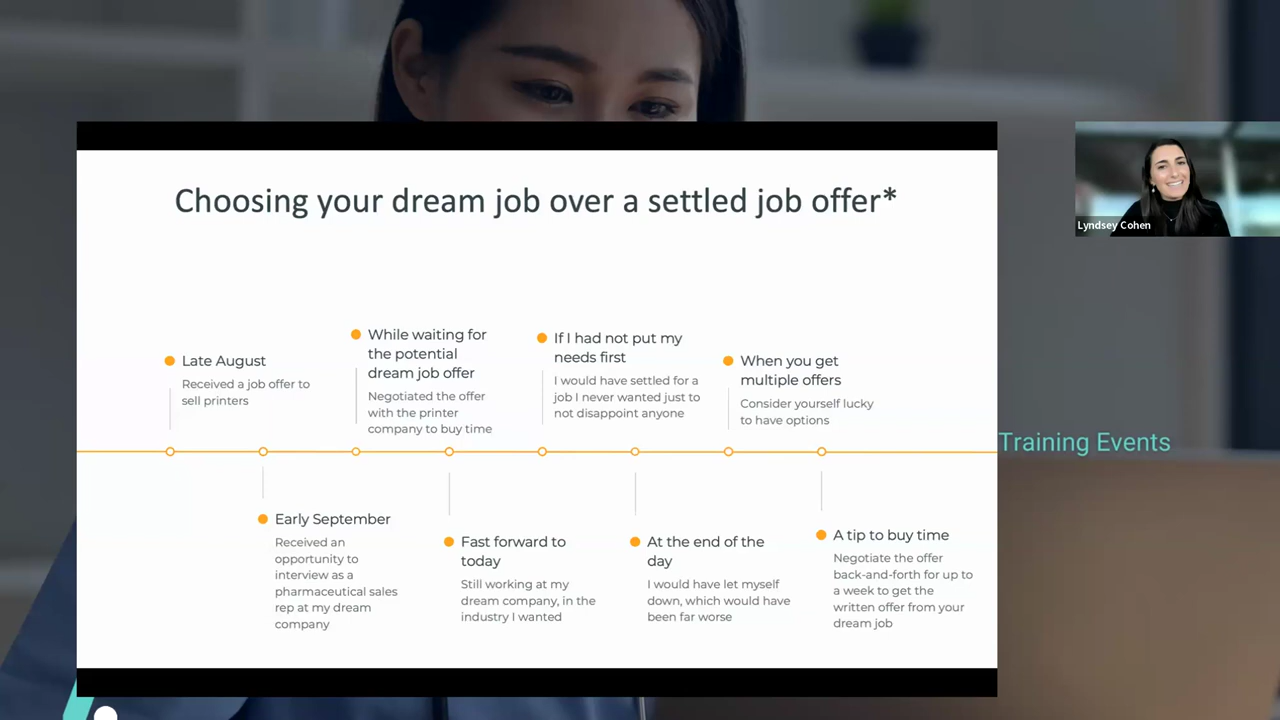 Choosing your dream job over a settled job offer*
Lyndsey Cohen
Late August
Received a job offer to
sell printers
Early September
Received an
opportunity to
interview as a
pharmaceutical sales
rep at my dream
company
While waiting for
the potential
dream job offer
Negotiated the offer
with the printer
company to buy time
Fast forward to
today
Still working at my
dream company, in the
industry I wanted
If I had not put my
needs first
I would have settled for a
job I never wanted just to
not disappoint anyone
At the end of the
day
I would have let myself
down, which would have
been far worse
When you get
multiple offers
Consider yourself lucky
to have options
A tip to buy time
Negotiate the offer
back-and-forth for up to
a week to get the
written offer from your
dream job
Training Events